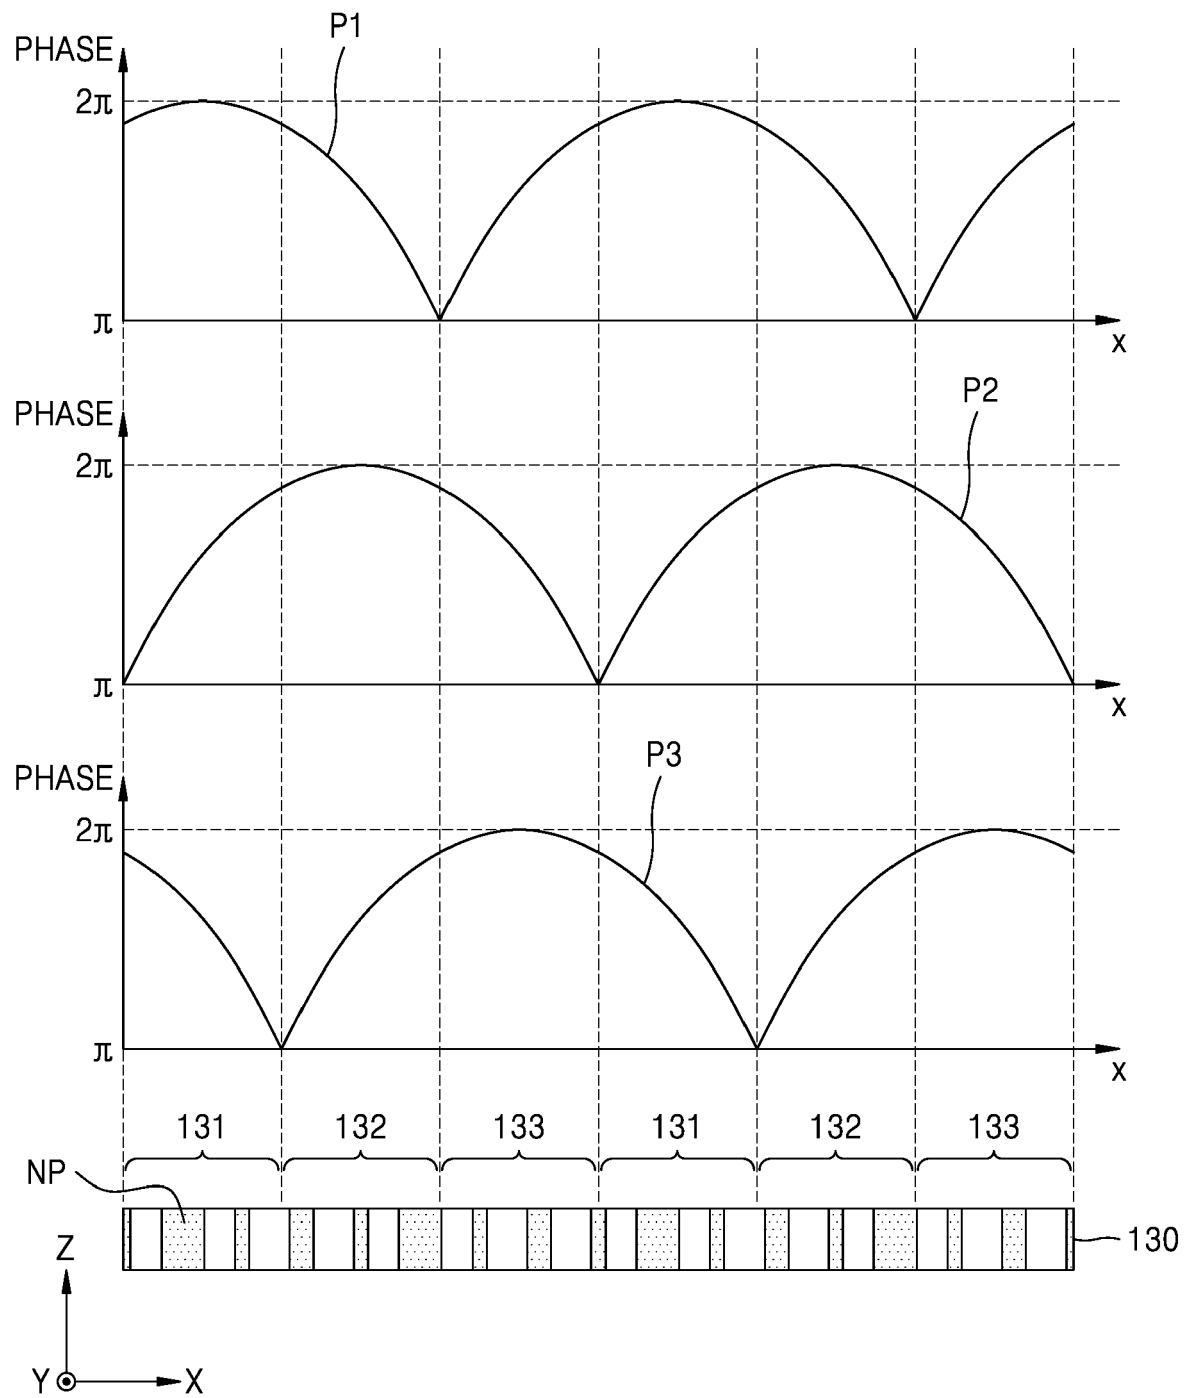 P1
PHASE
2π
π
x
P2
PHASE
2π
π
x
P3
PHASE
2π
π
x
131 132 133 131 132 133
NP
130
Z
Y X